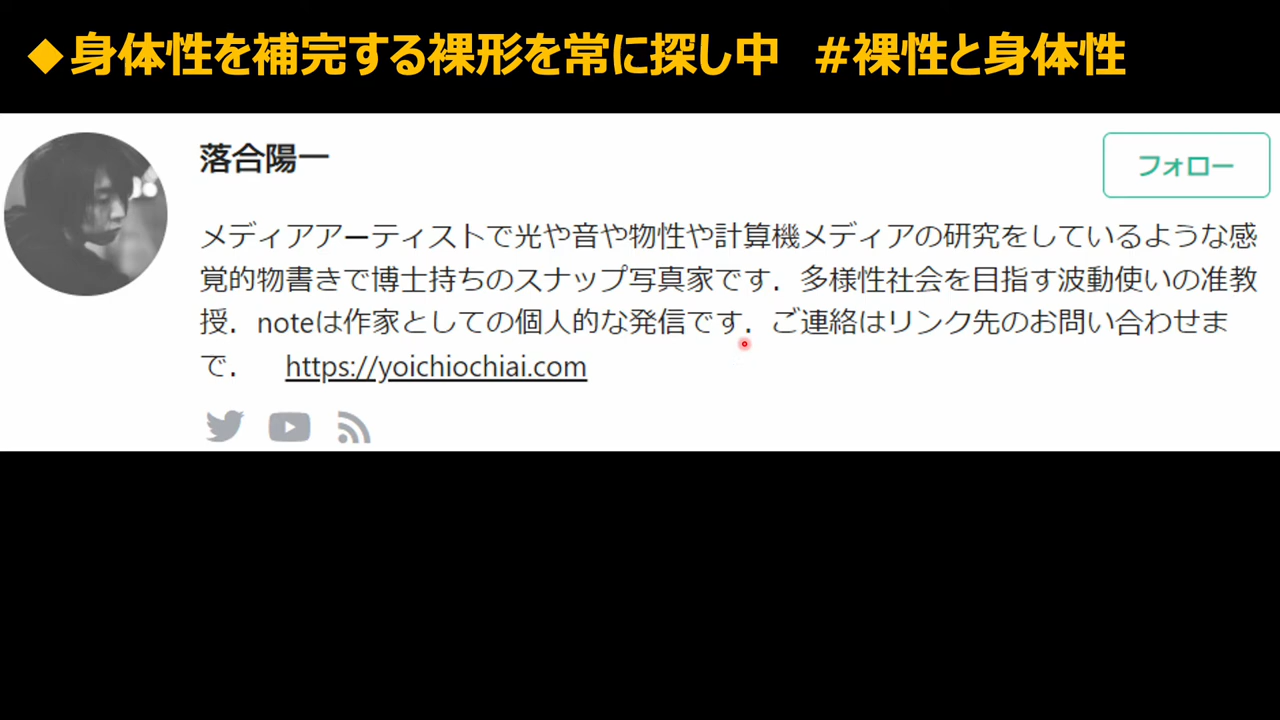 ◆身体性を補完する裸形を常に探し中　＃裸性と身体性
落合陽一
フォロー
メディアアーティストで光や音や物性や計算機メディアの研究をしているような感
覚的物書きで博士持ちのスナップ写真家です．多様性社会を目指す波動使いの准教
授．noteは作家としての個人的な発信です．ご連絡はリンク先のお問い合わせま
で．　https://yoichiochiai.com